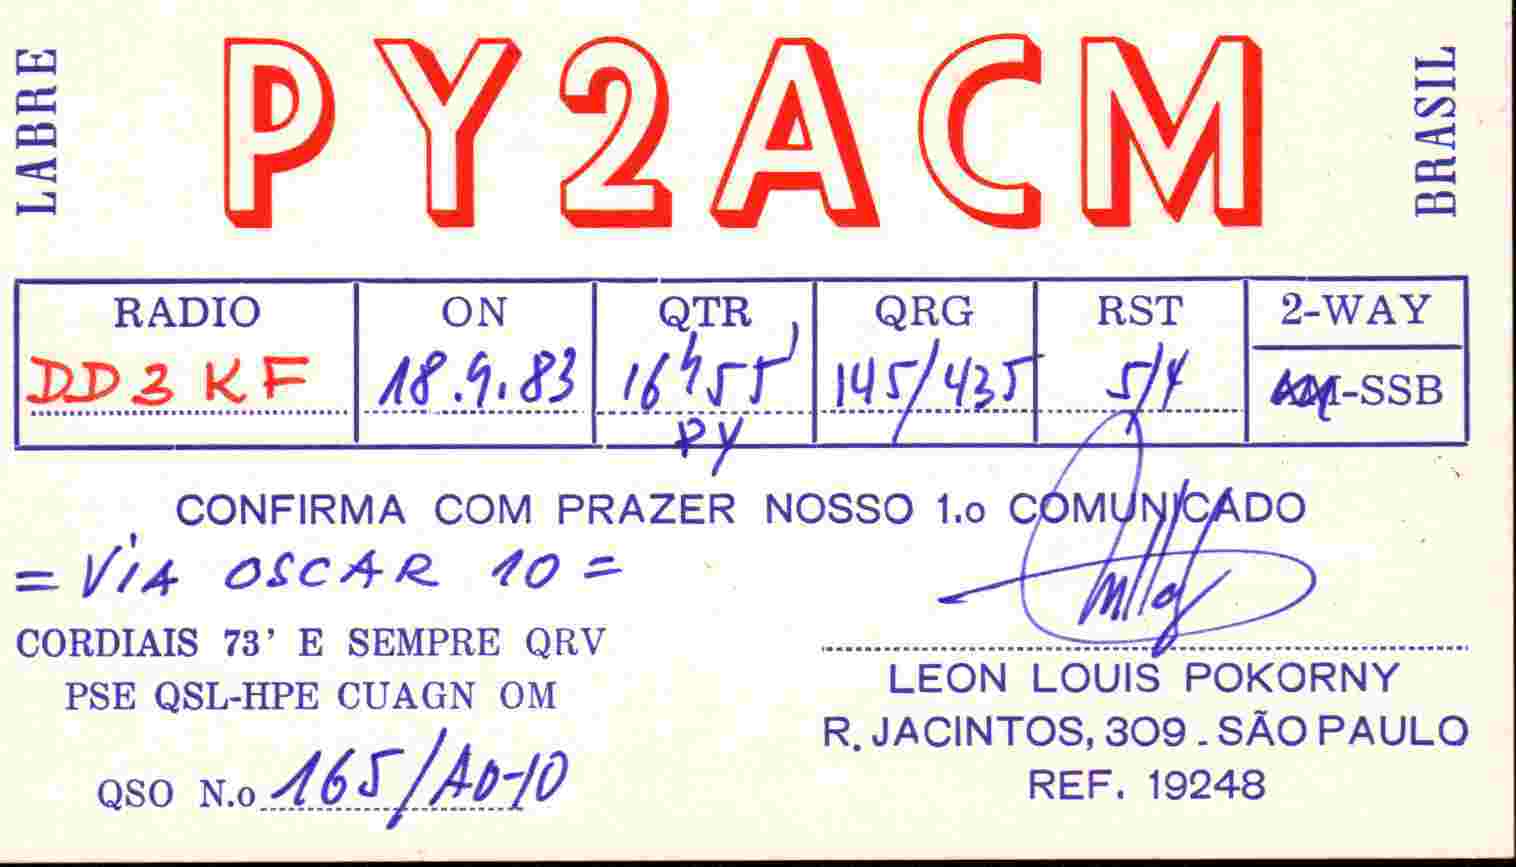 LABRE
PY2ACM
BRASIL
RADIO ON QTR QRG RST 2-WAY
DD3KF 18.9.83 16h55' 145/435 5/4 AM-SSB
PY
CONFIRMA COM PRAZER NOSSO 1.o COMUNICADO
= VIA OSCAR 10 =
CORDIAIS 73' E SEMPRE QRV
PSE QSL-HPE CUAGN OM
QSO N.o 165/AO-10
LEON LOUIS POKORNY
R. JACINTOS, 309 - SÃO PAULO
REF. 19248